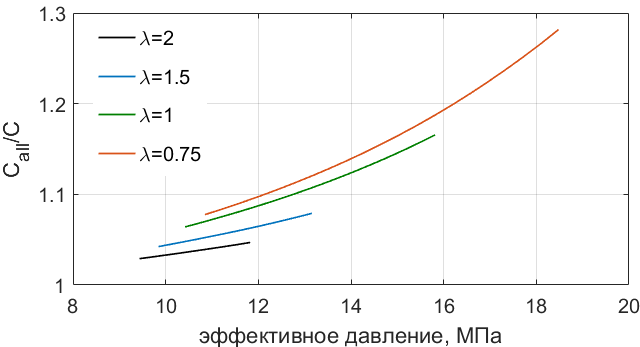 1.3
1.2
1.1
1
C_all/C
λ=2
λ=1.5
λ=1
λ=0.75
8 10 12 14 16 18 20
эффективное давление, МПа